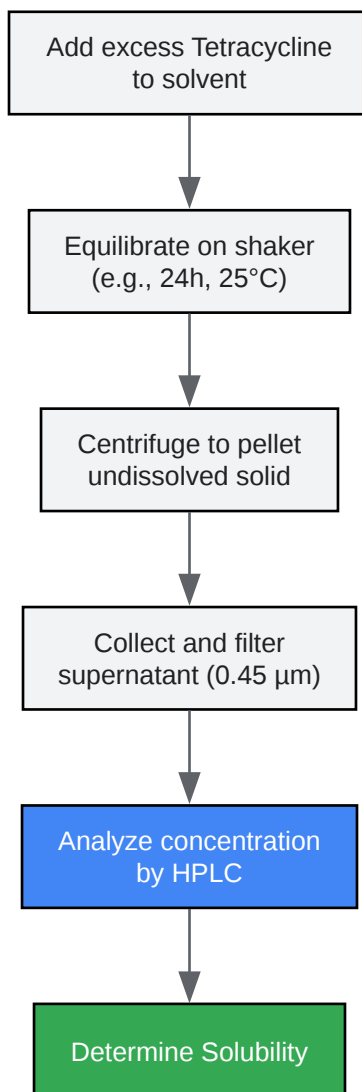 Add excess Tetracycline
to solvent
Equilibrate on shaker
(e.g., 24h, 25°C)
Centrifuge to pellet
undissolved solid
Collect and filter
supernatant (0.45 µm)
Analyze concentration
by HPLC
Determine Solubility